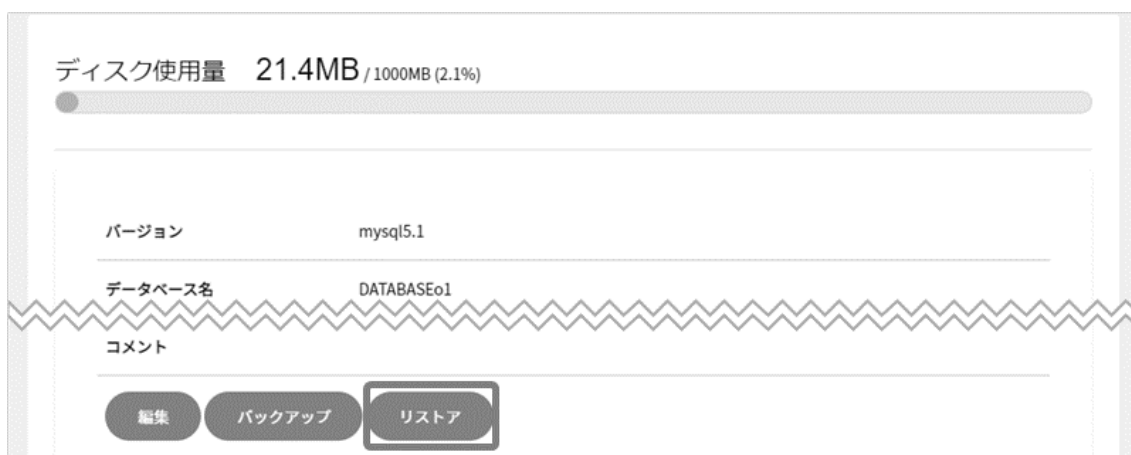 ディスク使用量 21.4MB / 1000MB (2.1%)
バージョン mysql5.1
データベース名 DATABASEo1
コメント
編集 バックアップ リストア